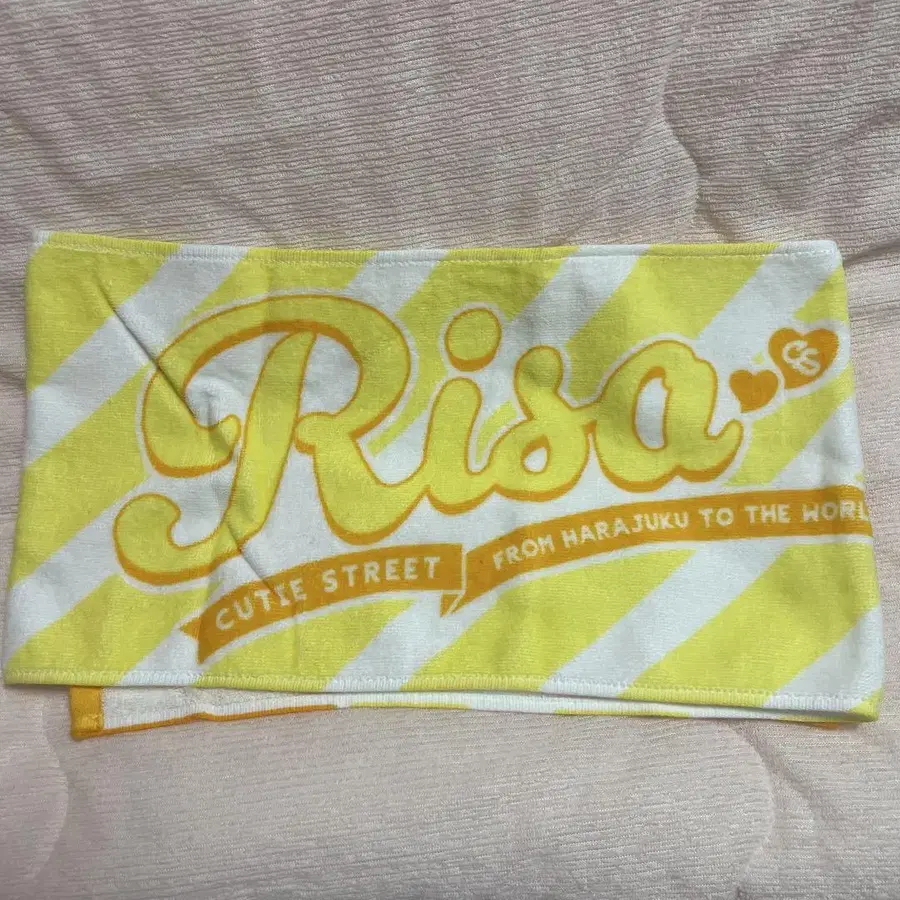 Risa
CS
CUTIE STREET
FROM HARAJUKU TO THE WORL